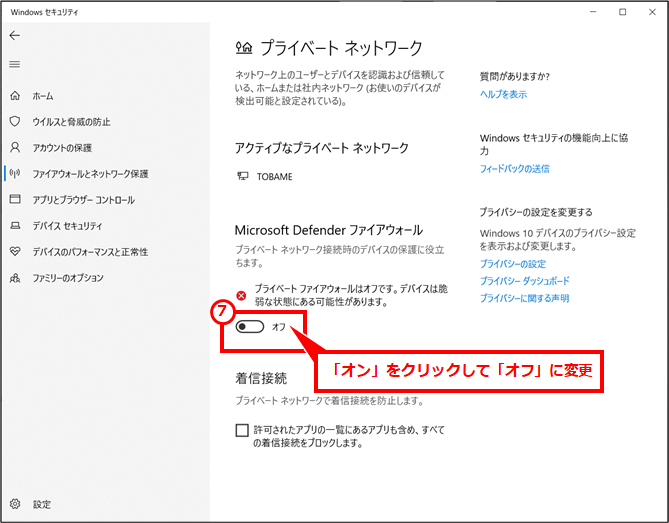 Windows セキュリティ
ホーム
ウイルスと脅威の防止
アカウントの保護
ファイアウォールとネットワーク保護
アプリとブラウザー コントロール
デバイス セキュリティ
デバイスのパフォーマンスと正常性
ファミリーのオプション
設定
プライベート ネットワーク
ネットワーク上のユーザーとデバイスを認識および信頼して
いる、ホームまたは社内ネットワーク (お使いのデバイスが
検出可能と設定されている)。
アクティブなプライベート ネットワーク
TOBAME
Microsoft Defender ファイアウォール
プライベート ネットワーク接続時のデバイスの保護に役立
ちます。
プライベート ファイアウォールはオフです。デバイスは脆
弱な状態にある可能性があります。
⑦
オフ
「オン」をクリックして「オフ」に変更
着信接続
プライベート ネットワークで着信接続を防止します。
許可されたアプリの一覧にあるアプリも含め、すべて
の着信接続をブロックします。
質問がありますか?
ヘルプを表示
Windows セキュリティの機能向上に協
力
フィードバックの送信
プライバシーの設定を変更する
Windows 10 デバイスのプライバシー設定
を表示および変更します。
プライバシーの設定
プライバシー ダッシュボード
プライバシーに関する声明